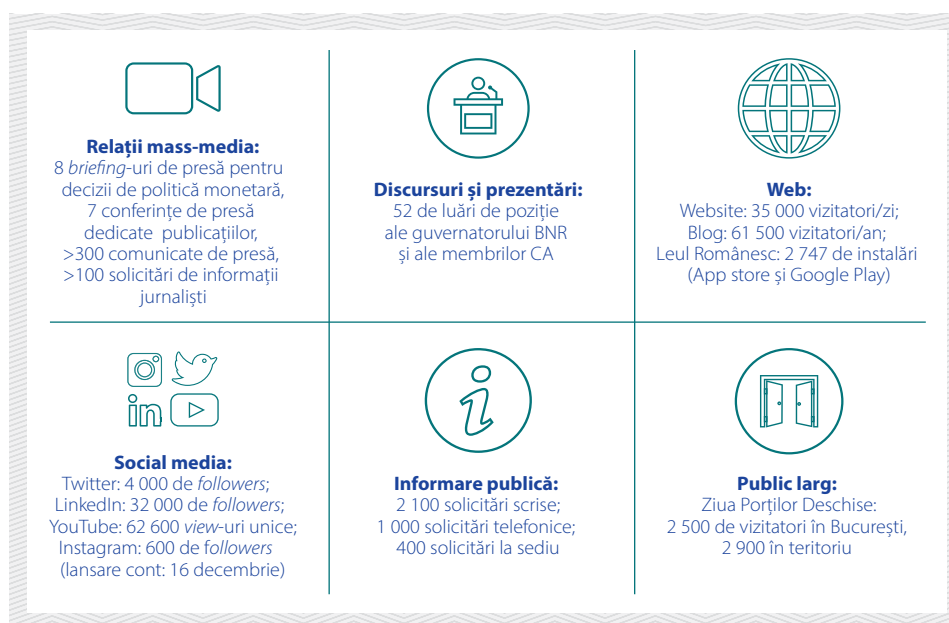 Relații mass-media:
8 briefing-uri de presă pentru
decizii de politică monetară,
7 conferințe de presă
dedicate publicațiilor,
>300 comunicate de presă,
>100 solicitări de informații
jurnaliști
Discursuri și prezentări:
52 de luări de poziție
ale guvernatorului BNR
și ale membrilor CA
Web:
Website: 35 000 vizitatori/zi;
Blog: 61 500 vizitatori/an;
Leul Românesc: 2 747 de instalări
(App store și Google Play)
in
Social media:
Twitter: 4 000 de followers;
LinkedIn: 32 000 de followers;
YouTube: 62 600 view-uri unice;
Instagram: 600 de followers
(lansare cont: 16 decembrie)
i
Informare publică:
2 100 solicitări scrise;
1 000 solicitări telefonice;
400 solicitări la sediu
Public larg:
Ziua Porților Deschise:
2 500 de vizitatori în București,
2 900 în teritoriu